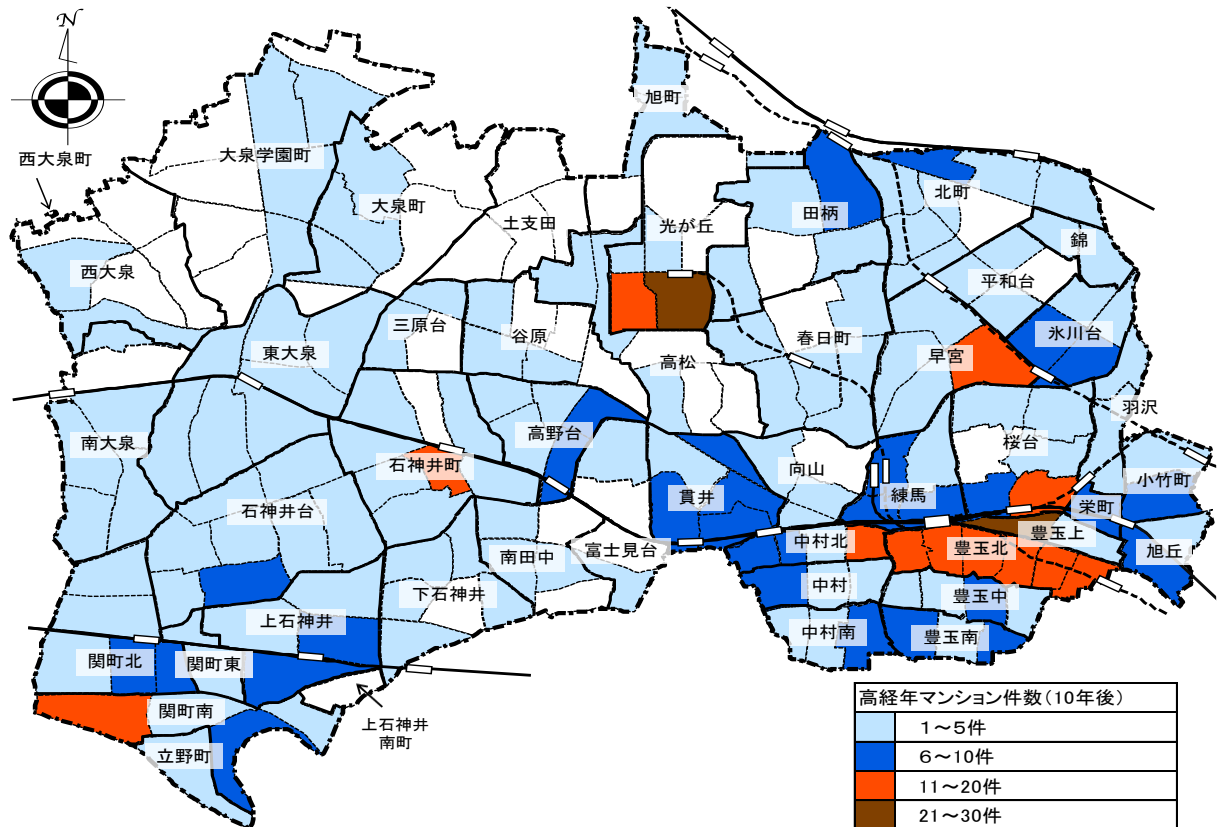 N
旭町
西大泉町
大泉学園町
大泉町
北町
田柄
土支田
光が丘
錦
西大泉
平和台
三原台
谷原
春日町
氷川台
東大泉
早宮
高松
羽沢
南大泉
高野台
桜台
石神井町
向山
小竹町
貫井
練馬
石神井台
栄町
豊玉上
中村北
豊玉北
旭丘
南田中
富士見台
下石神井
中村
豊玉中
上石神井
中村南
豊玉南
関町北
関町東
関町南
上石神井
南町
立野町
高経年マンション件数(10年後)
1~5件
6~10件
11~20件
21~30件